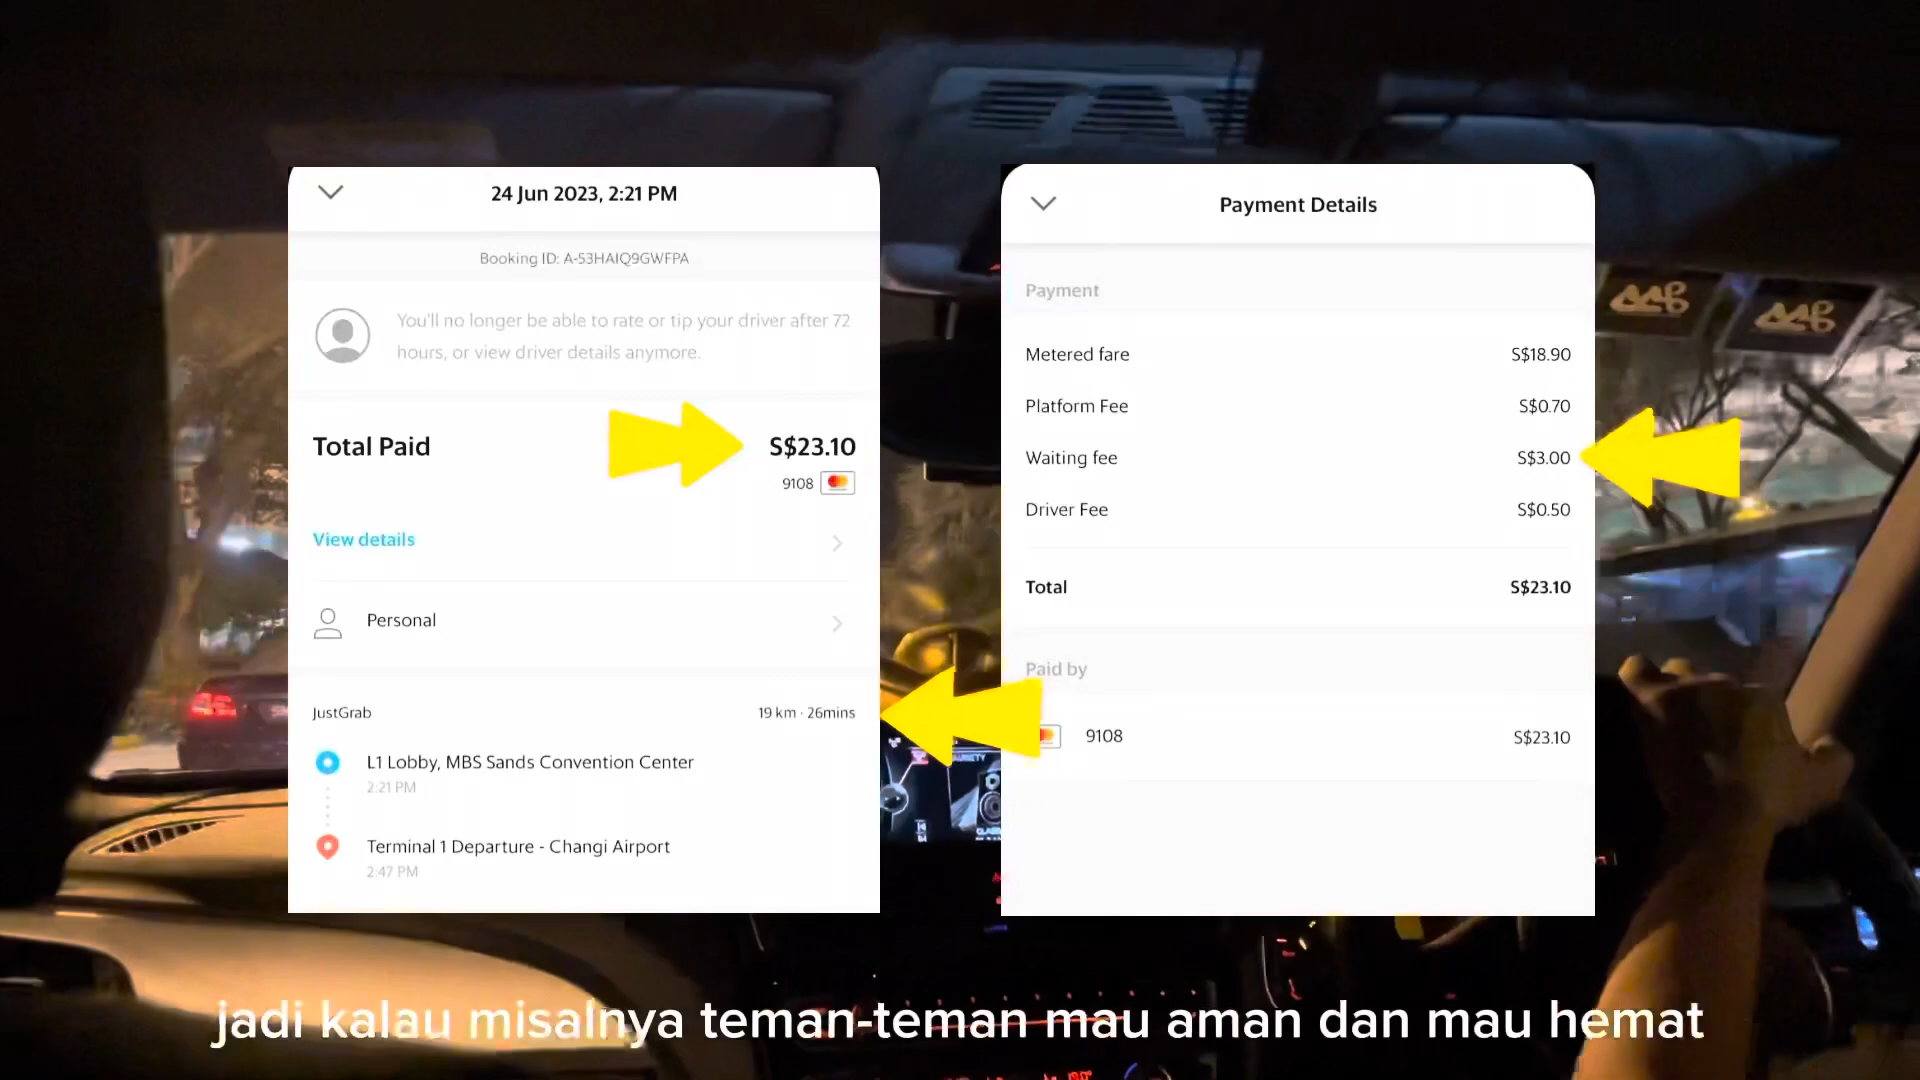 24 Jun 2023, 2:21 PM
Booking ID: A-53HAIQ9GWFPA
You'll no longer be able to rate or tip your driver after 72
hours, or view driver details anymore.
Total Paid S$23.10
9108
View details
Personal
JustGrab 19 km · 26mins
L1 Lobby, MBS Sands Convention Center
2:21 PM
Terminal 1 Departure - Changi Airport
2:47 PM
Payment Details
Payment
Metered fare S$18.90
Platform Fee S$0.70
Waiting fee S$3.00
Driver Fee S$0.50
Total S$23.10
Paid by
9108 S$23.10
jadi kalau misalnya teman-teman mau aman dan mau hemat